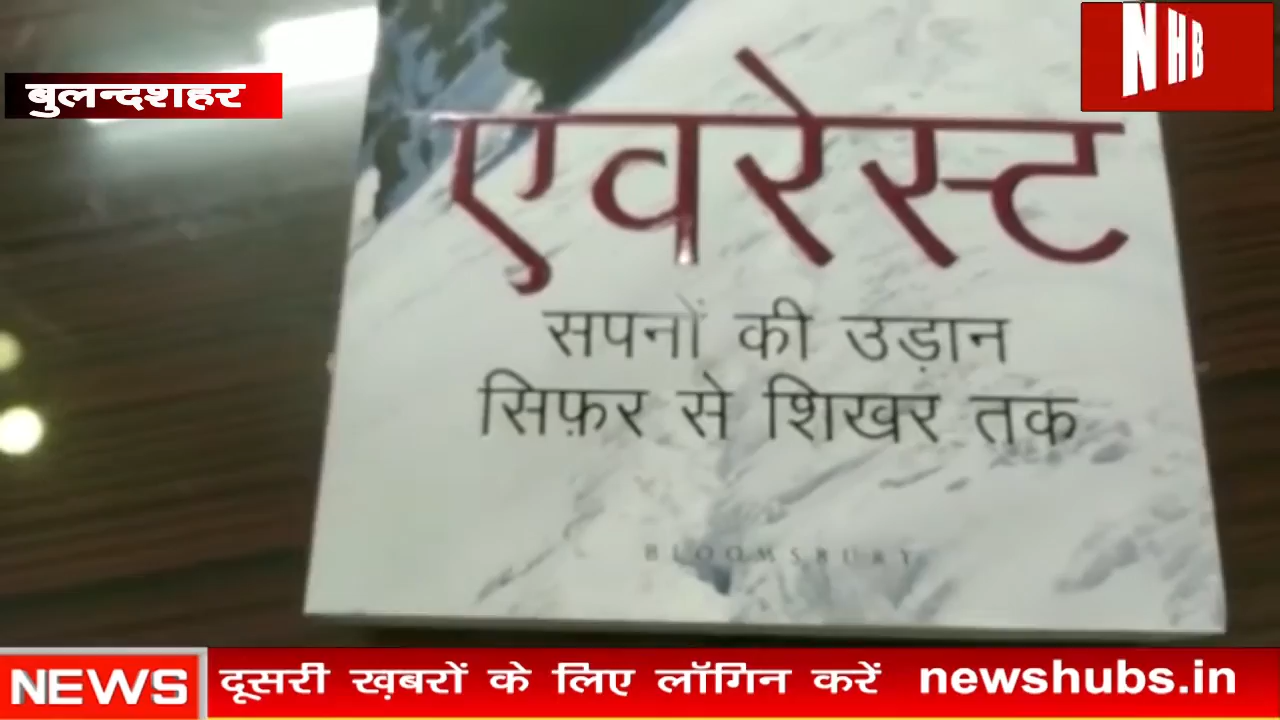 NHB
बुलन्दशहर
एवरेस्ट
सपनों की उड़ान
सिफ़र से शिखर तक
BLOOMSBURY
NEWS दूसरी ख़बरों के लिए लॉगिन करें newshubs.in